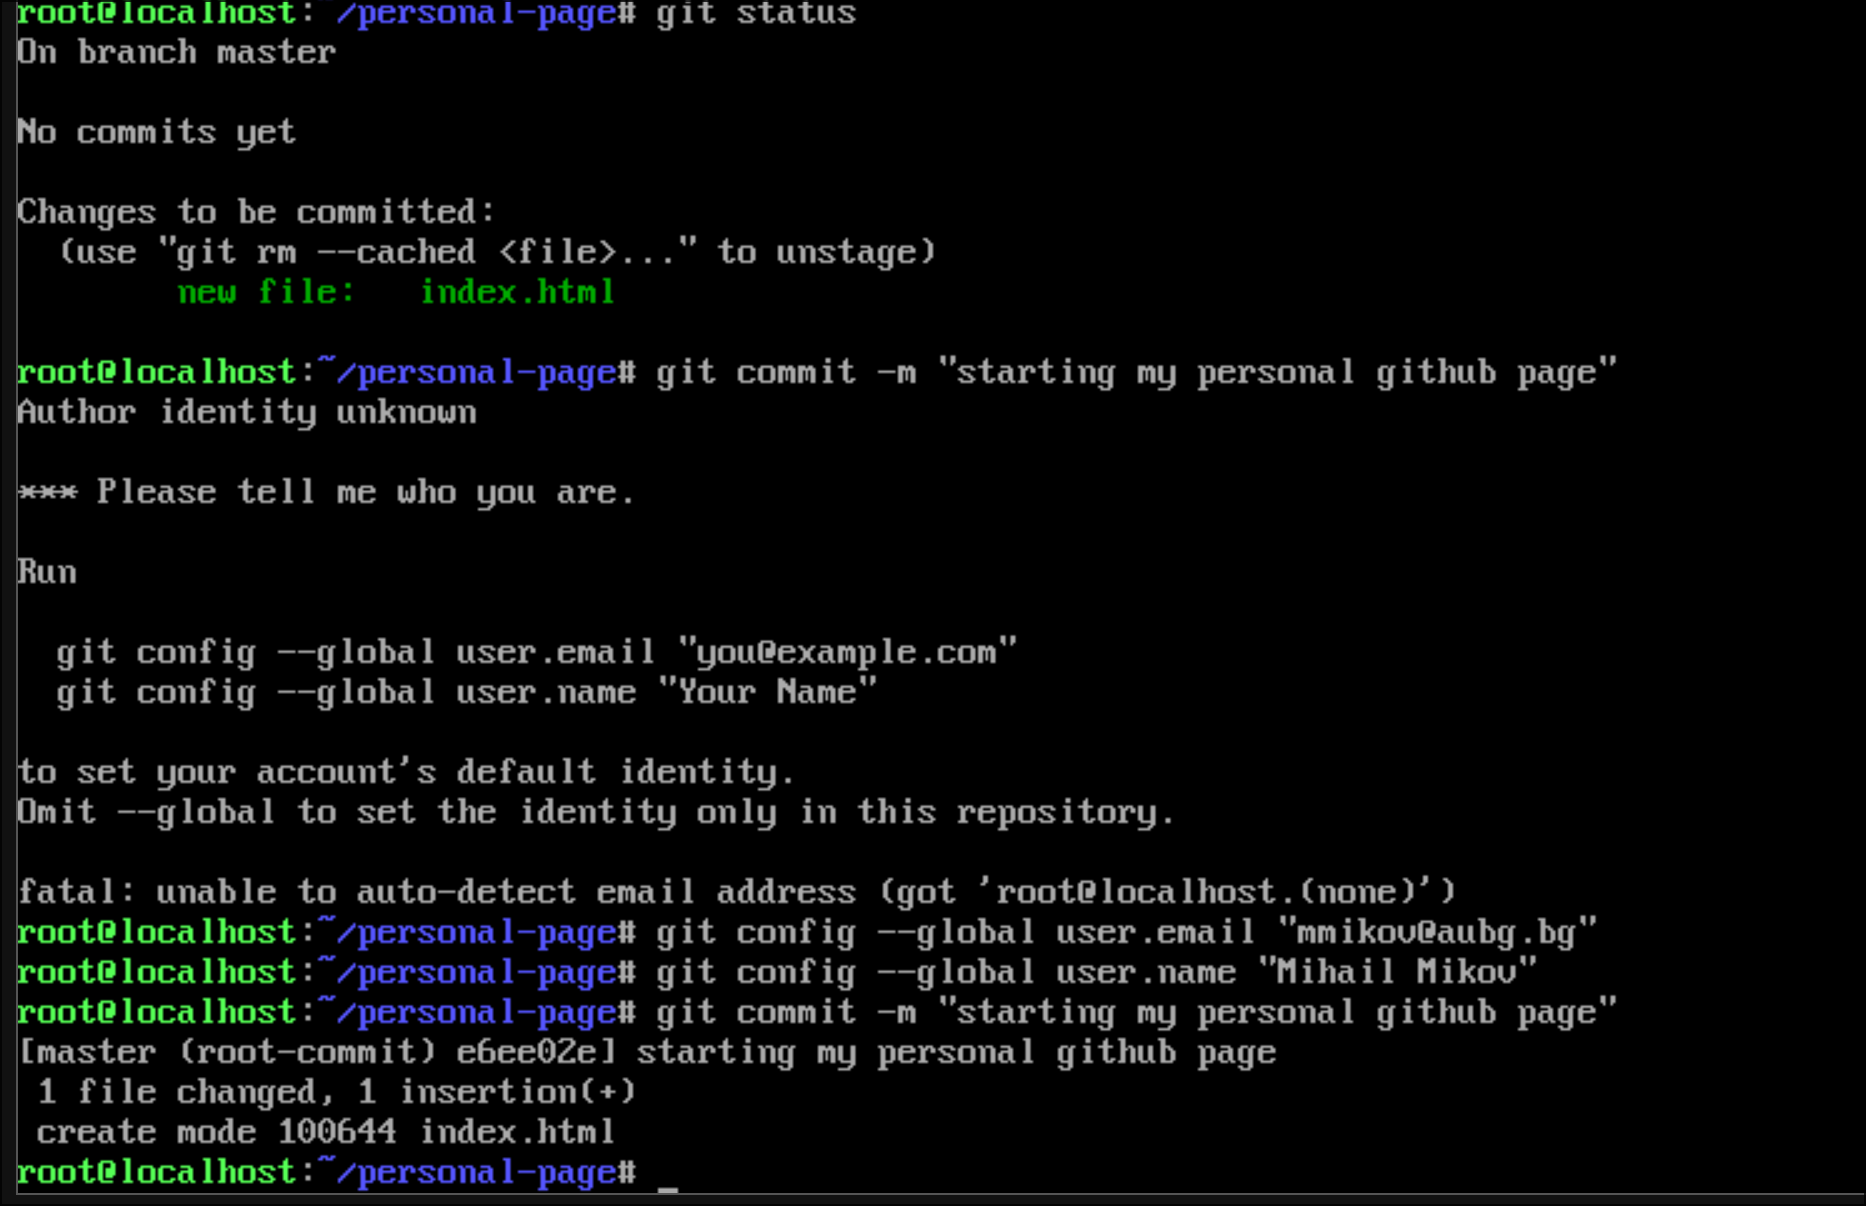 root@localhost:~/personal-page# git status
On branch master
No commits yet
Changes to be committed:
  (use "git rm --cached <file>..." to unstage)
        new file:   index.html
root@localhost:~/personal-page# git commit -m "starting my personal github page"
Author identity unknown
*** Please tell me who you are.
Run
  git config --global user.email "you@example.com"
  git config --global user.name "Your Name"
to set your account's default identity.
Omit --global to set the identity only in this repository.
fatal: unable to auto-detect email address (got 'root@localhost.(none)')
root@localhost:~/personal-page# git config --global user.email "mmikov@aubg.bg"
root@localhost:~/personal-page# git config --global user.name "Mihail Mikov"
root@localhost:~/personal-page# git commit -m "starting my personal github page"
[master (root-commit) e6ee02e] starting my personal github page
 1 file changed, 1 insertion(+)
 create mode 100644 index.html
root@localhost:~/personal-page# _